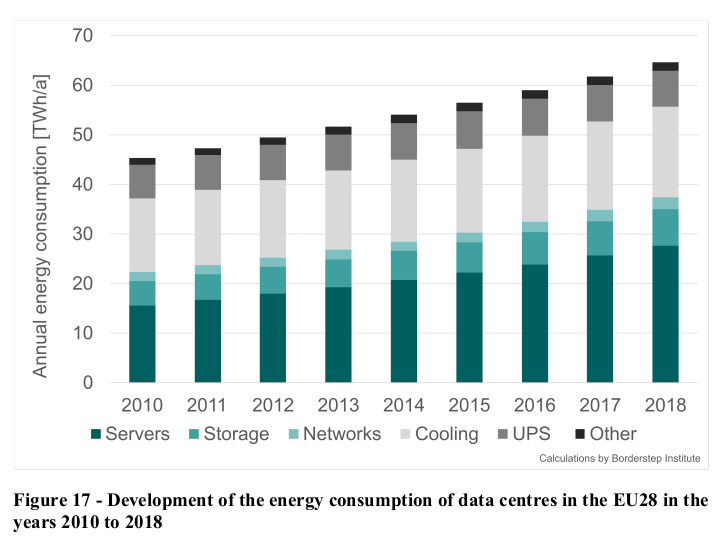 70
60
50
40
30
20
10
0
Annual energy consumption [TWh/a]
2010 2011 2012 2013 2014 2015 2016 2017 2018
Servers Storage Networks Cooling UPS Other
Calculations by Borderstep Institute
Figure 17 - Development of the energy consumption of data centres in the EU28 in the
years 2010 to 2018